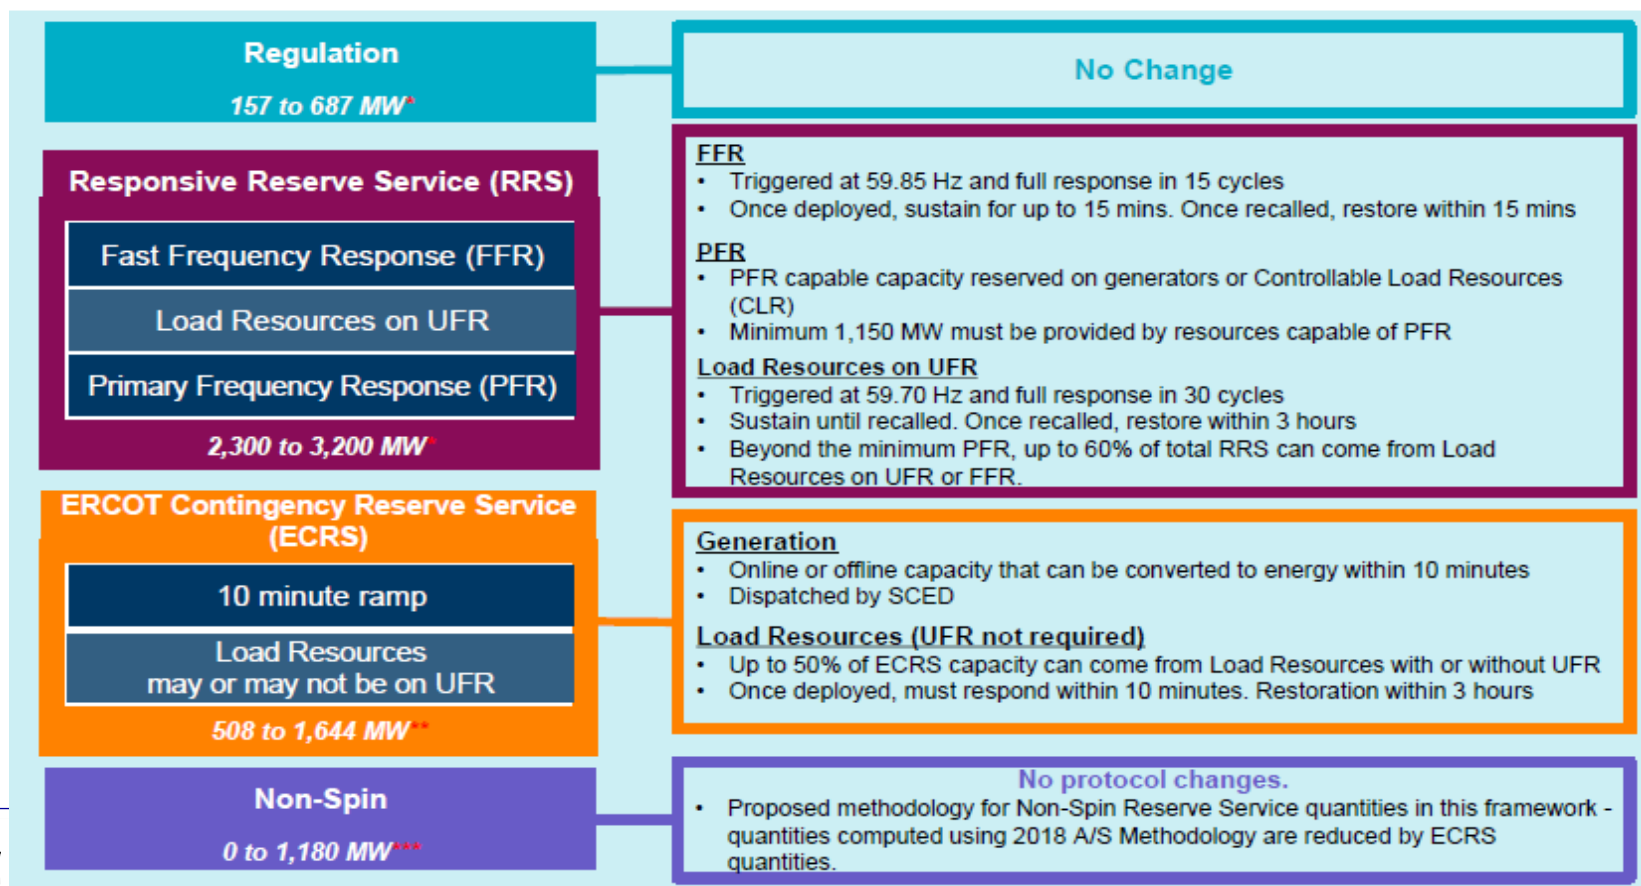 Regulation
157 to 687 MW*
No Change
Responsive Reserve Service (RRS)
Fast Frequency Response (FFR)
Load Resources on UFR
Primary Frequency Response (PFR)
2,300 to 3,200 MW*
FFR
• Triggered at 59.85 Hz and full response in 15 cycles
• Once deployed, sustain for up to 15 mins. Once recalled, restore within 15 mins
PFR
• PFR capable capacity reserved on generators or Controllable Load Resources
(CLR)
• Minimum 1,150 MW must be provided by resources capable of PFR
Load Resources on UFR
• Triggered at 59.70 Hz and full response in 30 cycles
• Sustain until recalled. Once recalled, restore within 3 hours
• Beyond the minimum PFR, up to 60% of total RRS can come from Load
Resources on UFR or FFR.
ERCOT Contingency Reserve Service
(ECRS)
10 minute ramp
Load Resources
may or may not be on UFR
508 to 1,644 MW**
Generation
• Online or offline capacity that can be converted to energy within 10 minutes
• Dispatched by SCED
Load Resources (UFR not required)
• Up to 50% of ECRS capacity can come from Load Resources with or without UFR
• Once deployed, must respond within 10 minutes. Restoration within 3 hours
Non-Spin
0 to 1,180 MW***
No protocol changes.
• Proposed methodology for Non-Spin Reserve Service quantities in this framework -
quantities computed using 2018 A/S Methodology are reduced by ECRS
quantities.